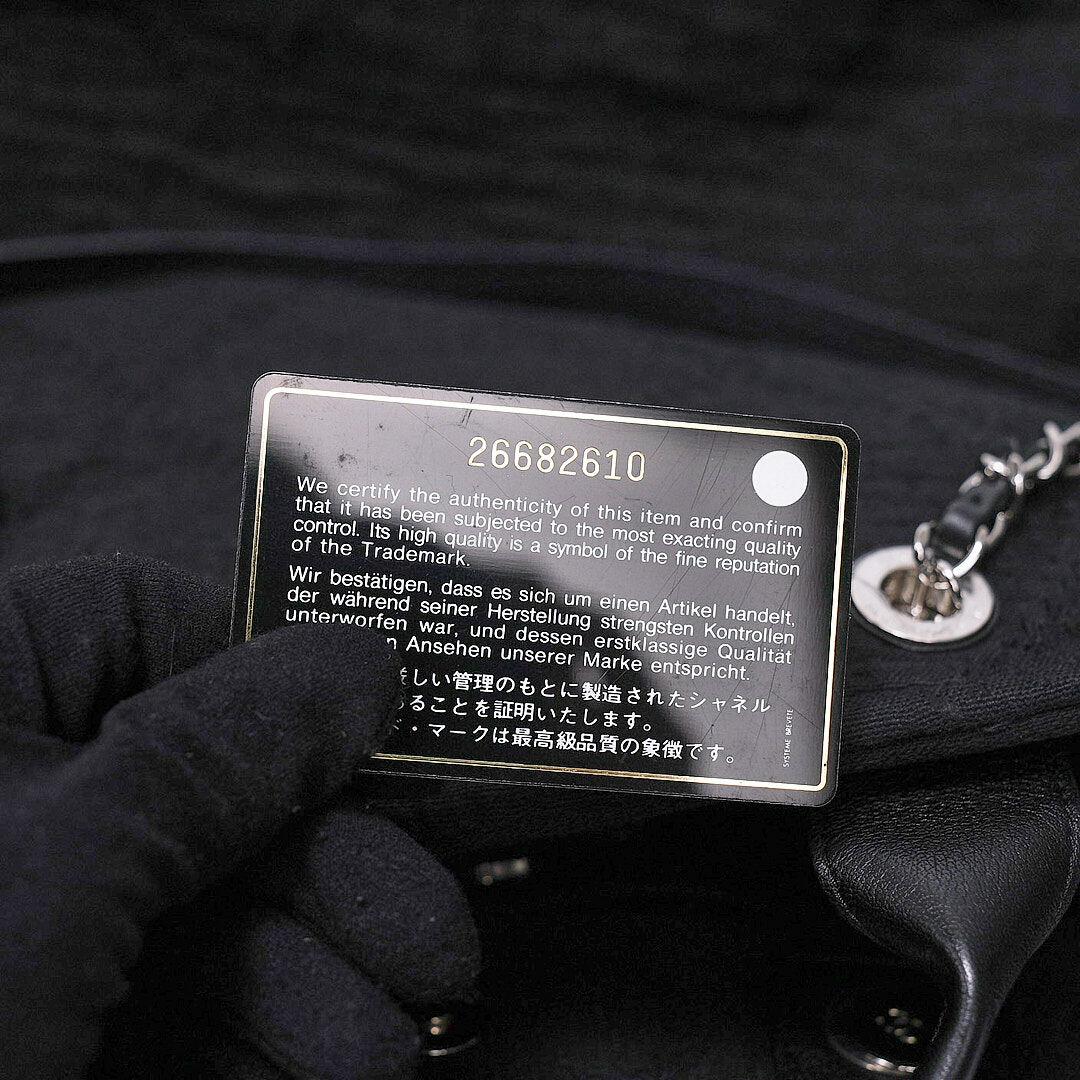 26682610
We certify the authenticity of this item and confirm
that it has been subjected to the most exacting quality
control. Its high quality is a symbol of the fine reputation
of the Trademark.
Wir bestätigen, dass es sich um einen Artikel handelt,
der während seiner Herstellung strengsten Kontrollen
unterworfen war, und dessen erstklassige Qualität
Ansehen unserer Marke entspricht.
しい管理のもとに製造されたシャネル
ることを証明いたします。
・マークは最高級品質の象徴です。
SYSTEME BREVETE